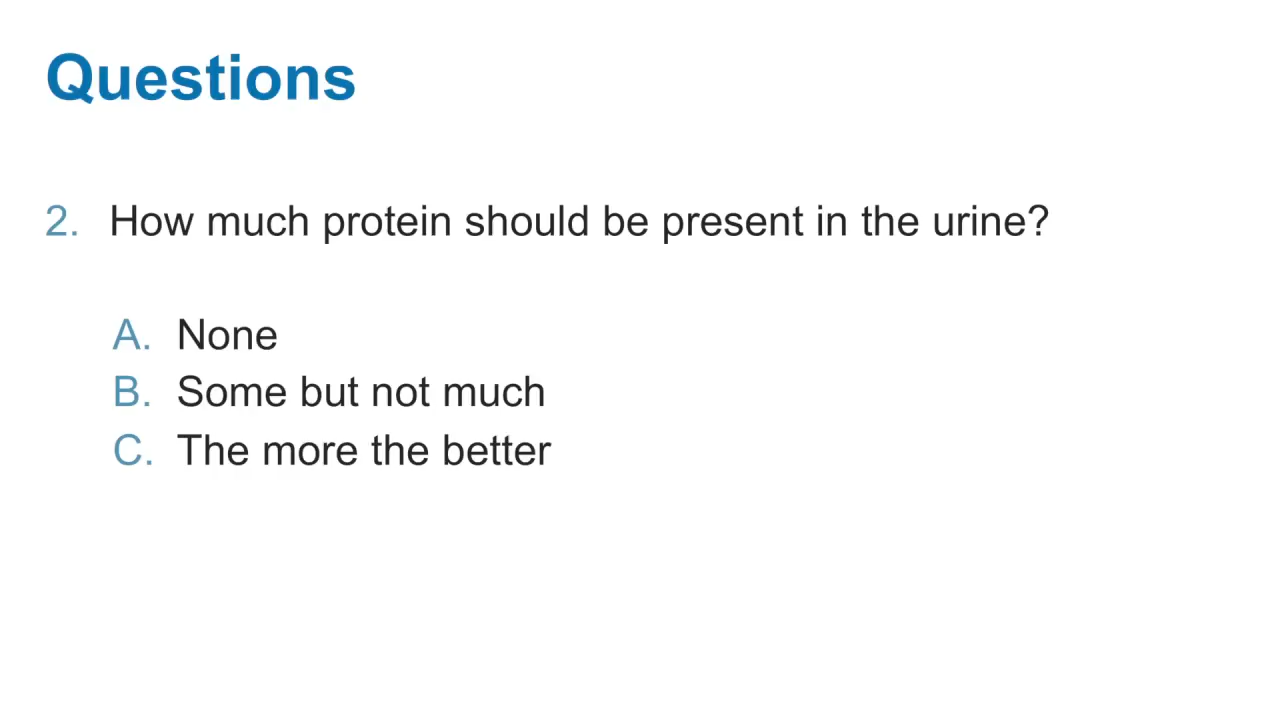 Questions
2. How much protein should be present in the urine?
A. None
B. Some but not much
C. The more the better